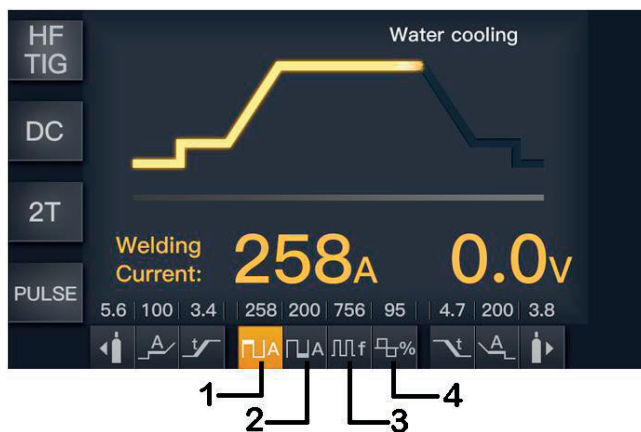 HF
TIG
Water cooling
DC
2T
Welding
Current:
258A
0.0V
PULSE
5.6 100 3.4 258 200 756 95 4.7 200 3.8
A t A A f % t A
1 2 3 4